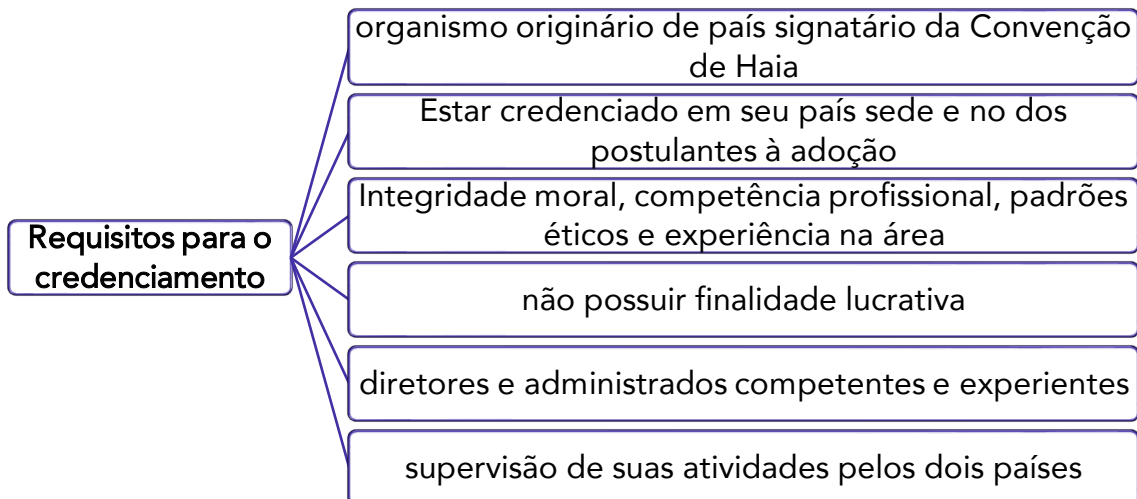 Requisitos para o
credenciamento
organismo originário de país signatário da Convenção
de Haia
Estar credenciado em seu país sede e no dos
postulantes à adoção
Integridade moral, competência profissional, padrões
éticos e experiência na área
não possuir finalidade lucrativa
diretores e administrados competentes e experientes
supervisão de suas atividades pelos dois países